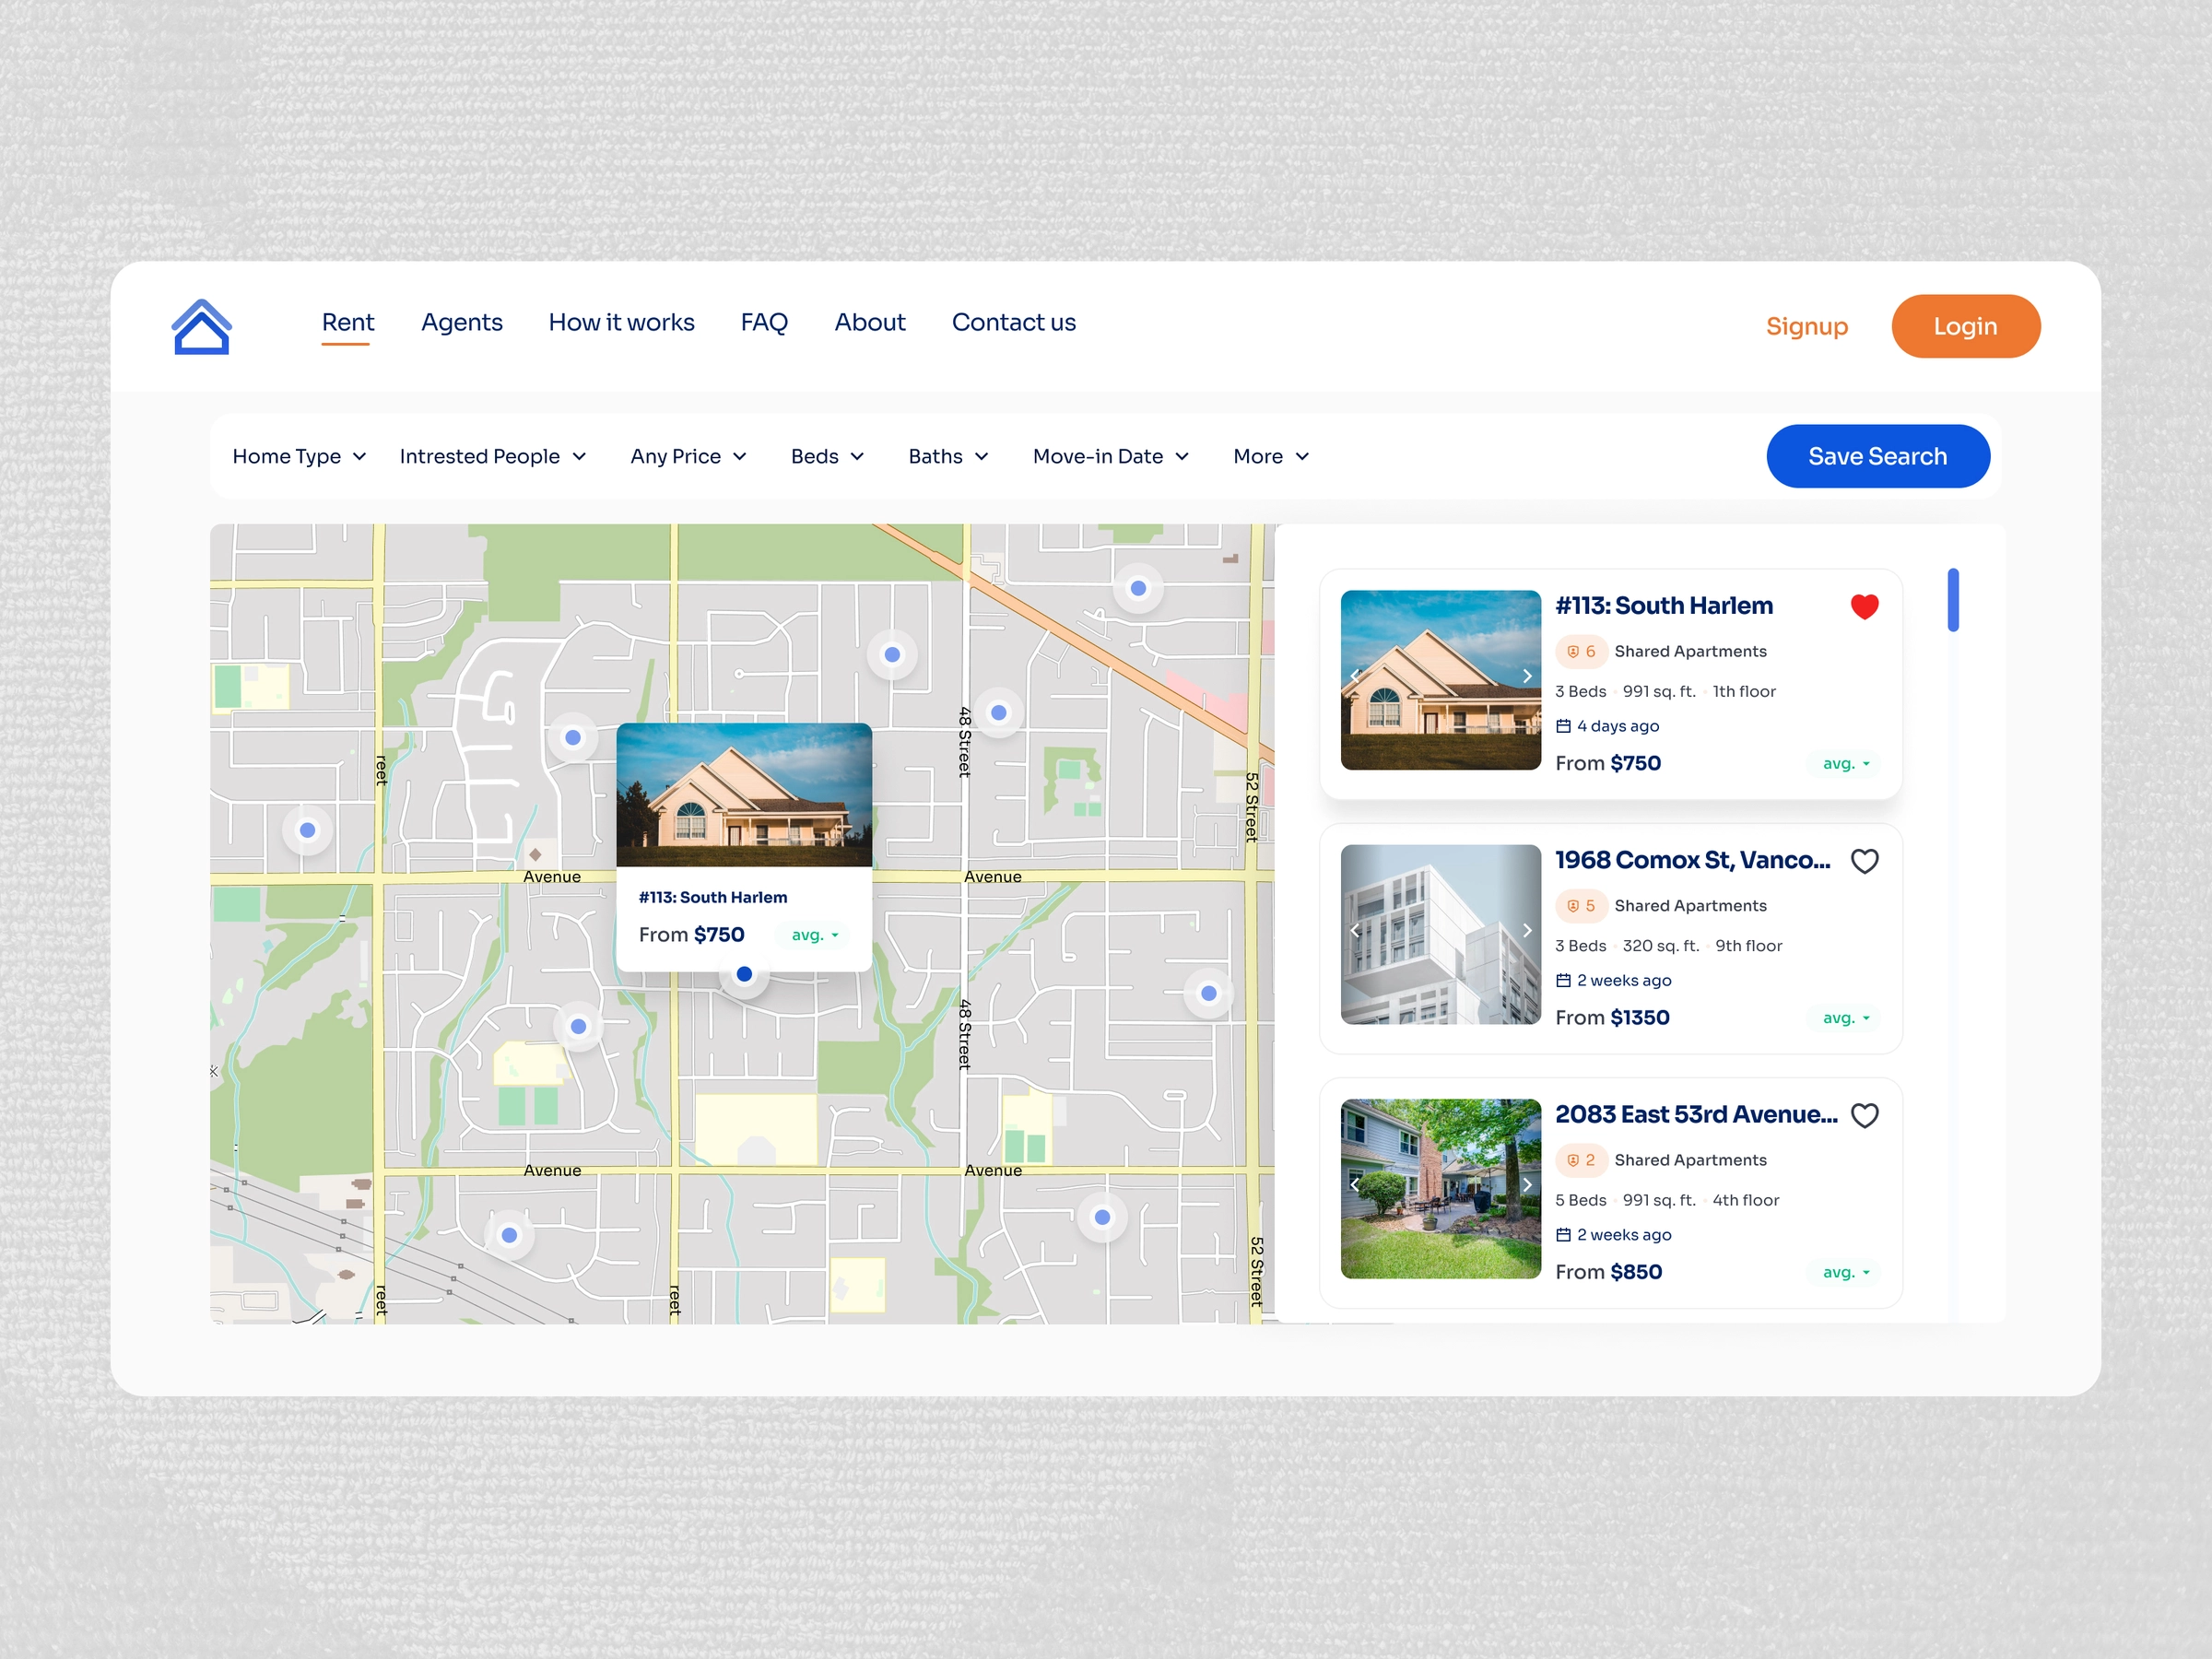 Rent Agents How it works FAQ About Contact us Signup Login
Home Type Intrested People Any Price Beds Baths Move-in Date More Save Search
48 Street
52 Street
reet
Avenue
Avenue
#113: South Harlem
From $750 avg.
48 Street
Avenue
Avenue
52 Street
reet
reet
#113: South Harlem
6 Shared Apartments
3 Beds 991 sq. ft. 1th floor
4 days ago
From $750 avg.
1968 Comox St, Vanco...
5 Shared Apartments
3 Beds 320 sq. ft. 9th floor
2 weeks ago
From $1350 avg.
2083 East 53rd Avenue...
2 Shared Apartments
5 Beds 991 sq. ft. 4th floor
2 weeks ago
From $850 avg.